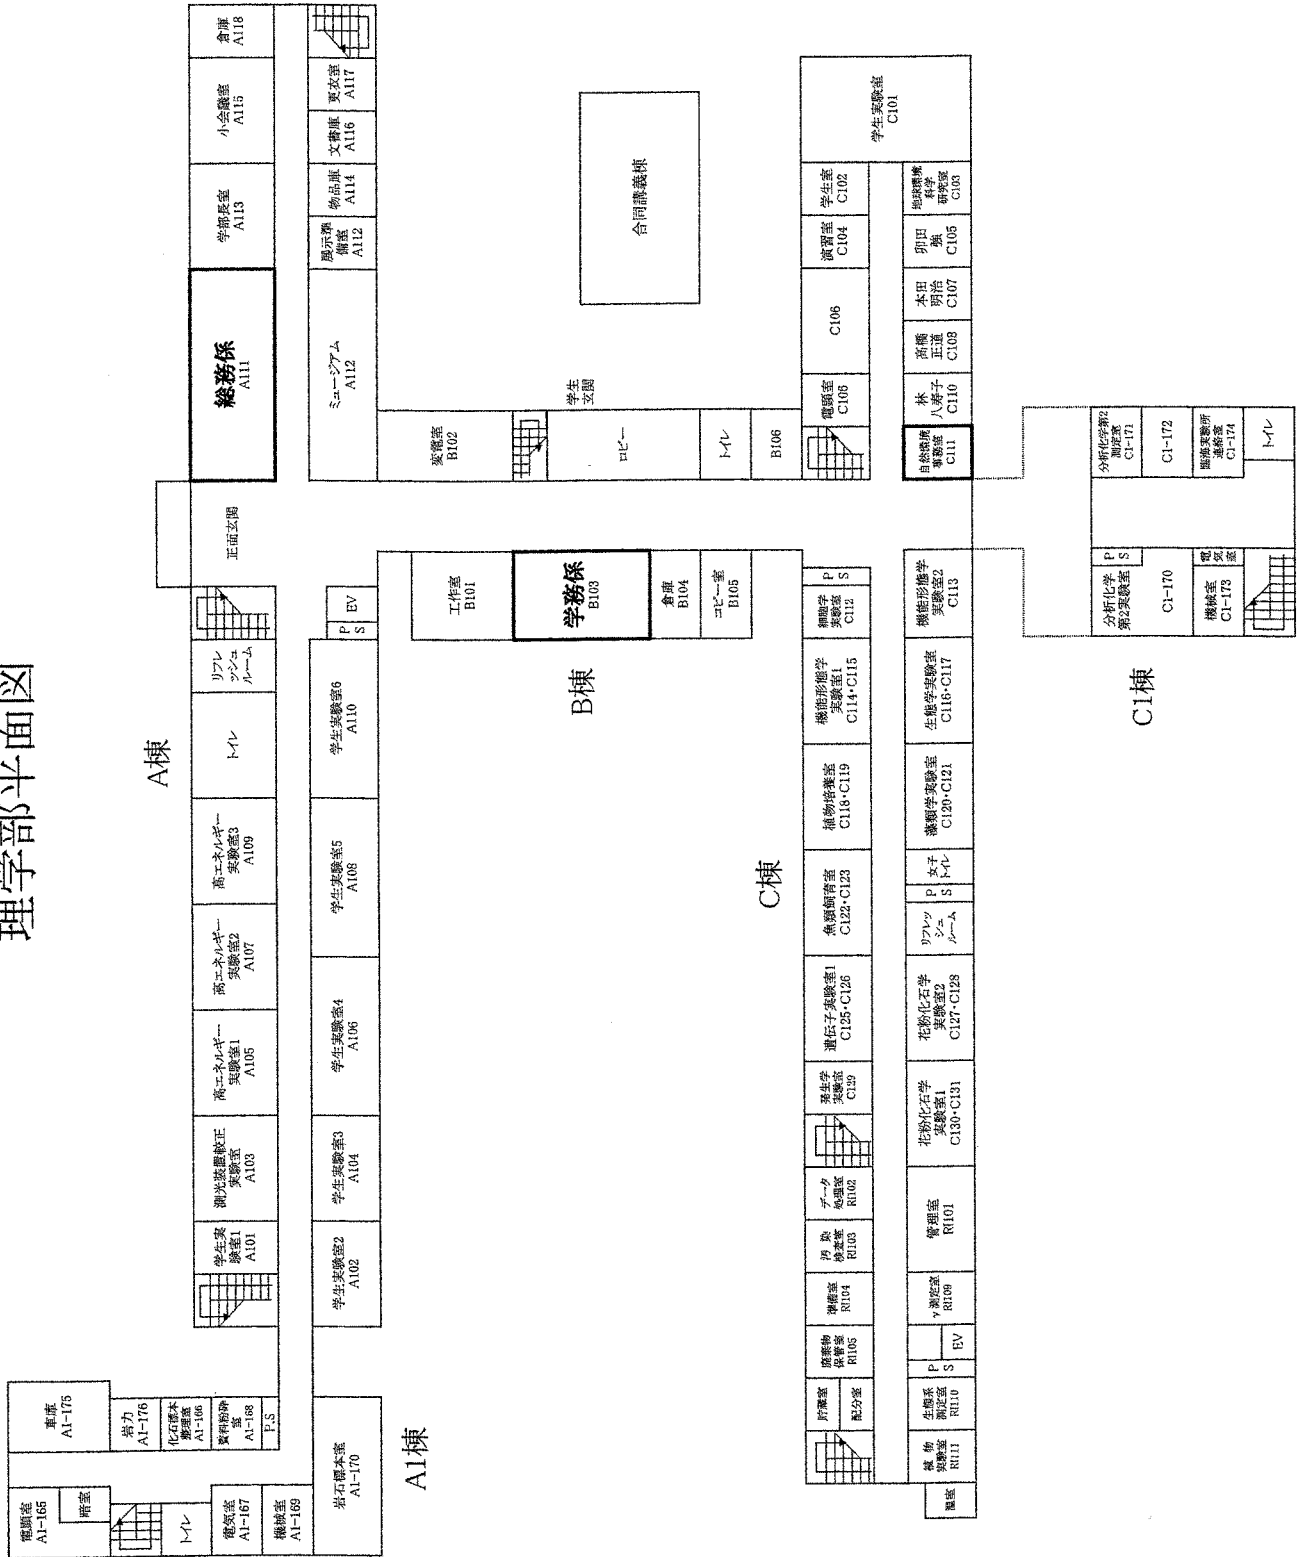 理学部平面図
A棟
倉庫
A118
小会議室
A115
学部長室
A113
総務係
A111
正面玄関
リフレ
ッシュ
ルーム
トイレ
高エネルギー
実験室3
A109
高エネルギー
実験室2
A107
高エネルギー
実験室1
A105
測光装置較正
実験室
A103
学生実
験室1
A101
更衣室
A117
文書庫
A116
物品庫
A114
展示準
備室
A112
ミュージアム
A112
EV
P
S
学生実験室6
A110
学生実験室5
A108
学生実験室4
A106
学生実験室3
A104
学生実験室2
A102
A1棟
車庫
A1-175
岩力
A1-176
化石標本
整理室
A1-166
資料粉砕
室
A1-168
P.S
電顕室
A1-165
暗室
トイレ
電気室
A1-167
機械室
A1-169
岩石標本室
A1-170
B棟
変電室
B102
学生
玄関
ロビー
トイレ
B106
工作室
B101
学務係
B103
倉庫
B104
コピー室
B105
合同講義棟
C棟
学生実験室
C101
学生室
C102
演習室
C104
C106
電顕室
C105
地球環境
科学
研究室
C103
卯田
強
C105
本田
明治
C107
高橋
正道
C108
林
八寿子
C110
自然環境
事務室
C111
P
S
細胞学
実験室
C112
機能形態学
実験室1
C114・C115
植物培養室
C118・C119
魚類飼育室
C122・C123
遺伝子実験室1
C125・C126
発生学
実験室
C129
データ
処理室
RI102
汚染
検査室
RI103
準備室
RI104
廃棄物
保管室
RI105
貯蔵室
配分室
機能形態学
実験室2
C113
生態学実験室
C116・C117
藻類学実験室
C120・C121
女子
トイレ
P
S
リフレッ
シュ
ルーム
花粉化石学
実験室2
C127・C128
花粉化石学
実験室1
C130・C131
管理室
RI101
γ測定室
RI109
EV
P
S
生態系
測定室
RI110
植物
実験室
RI111
温室
C1棟
分析化学第2
測定室
C1-171
C1-172
臨海実験所
連絡室
C1-174
トイレ
P
S
分析化学
第2実験室
C1-170
電
気
室
機械室
C1-173